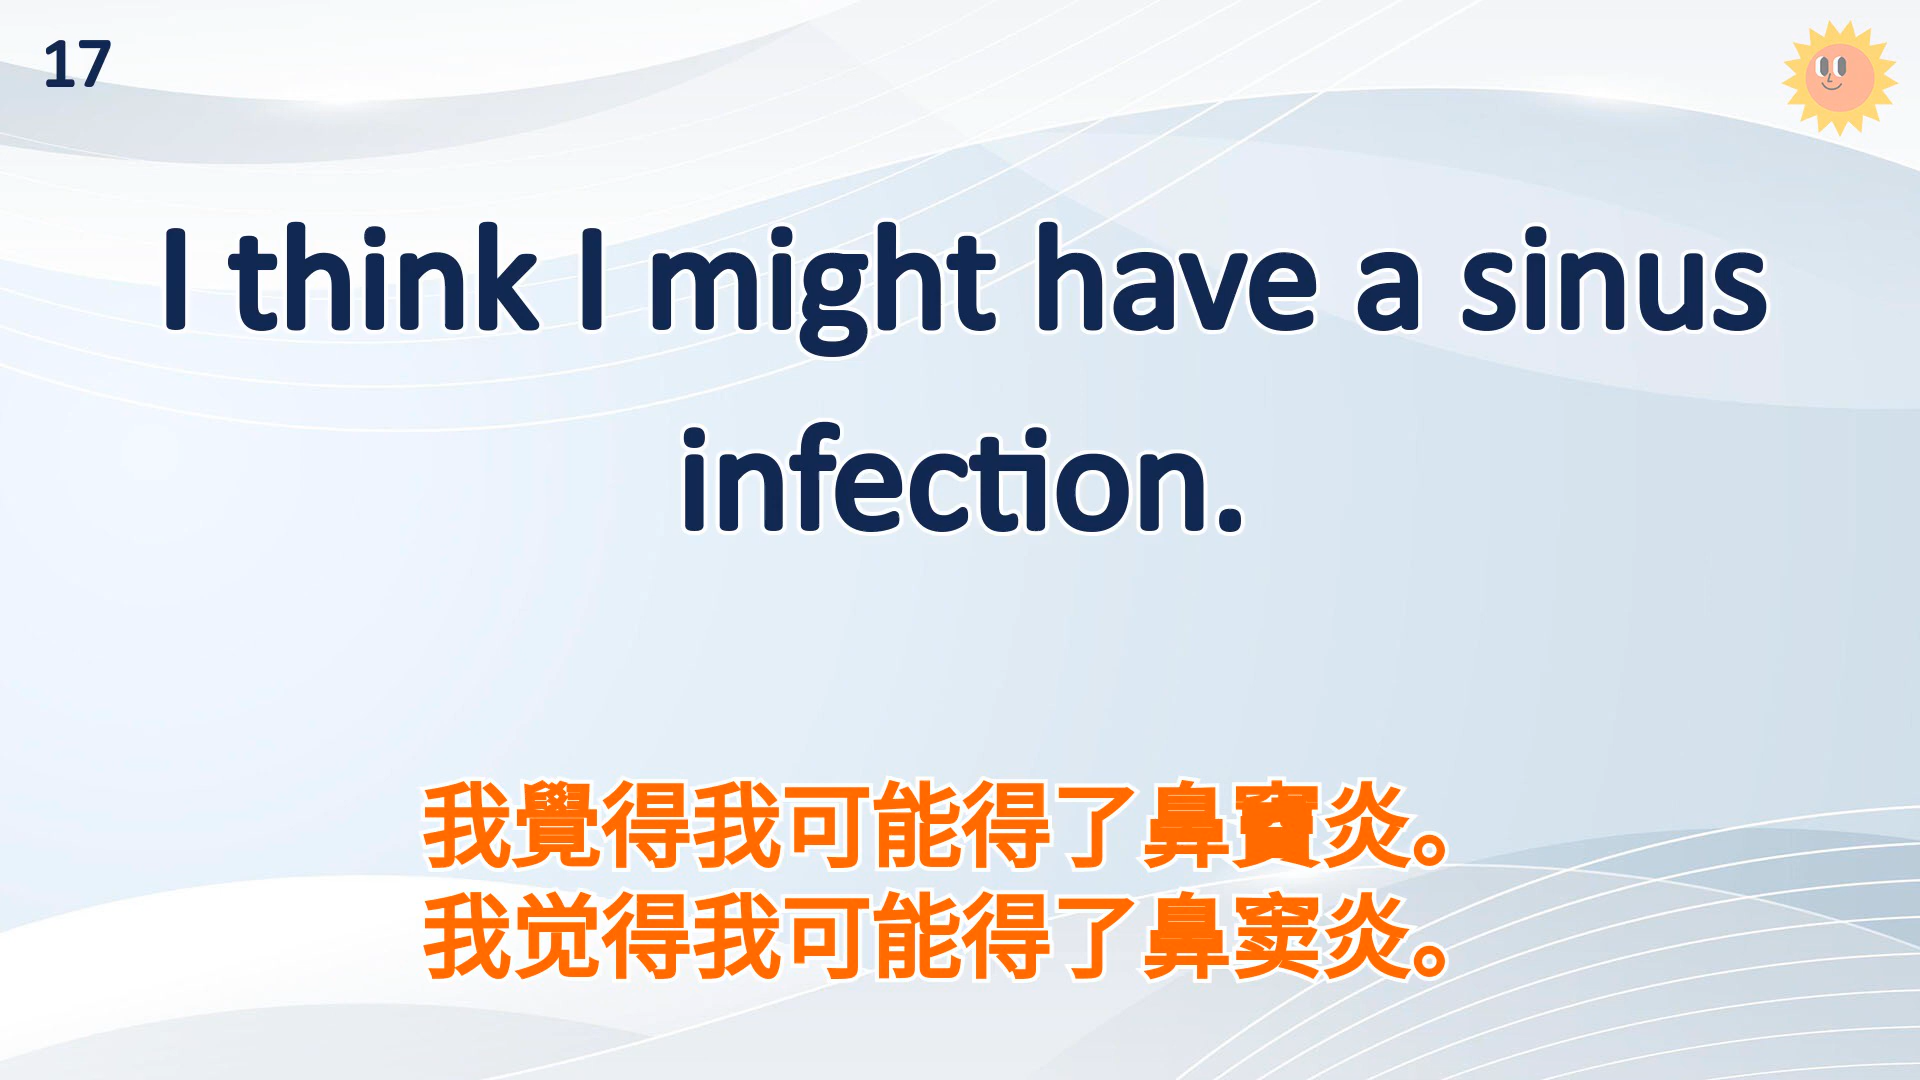 17
I think I might have a sinus
infection.
我覺得我可能得了鼻竇炎。
我觉得我可能得了鼻窦炎。